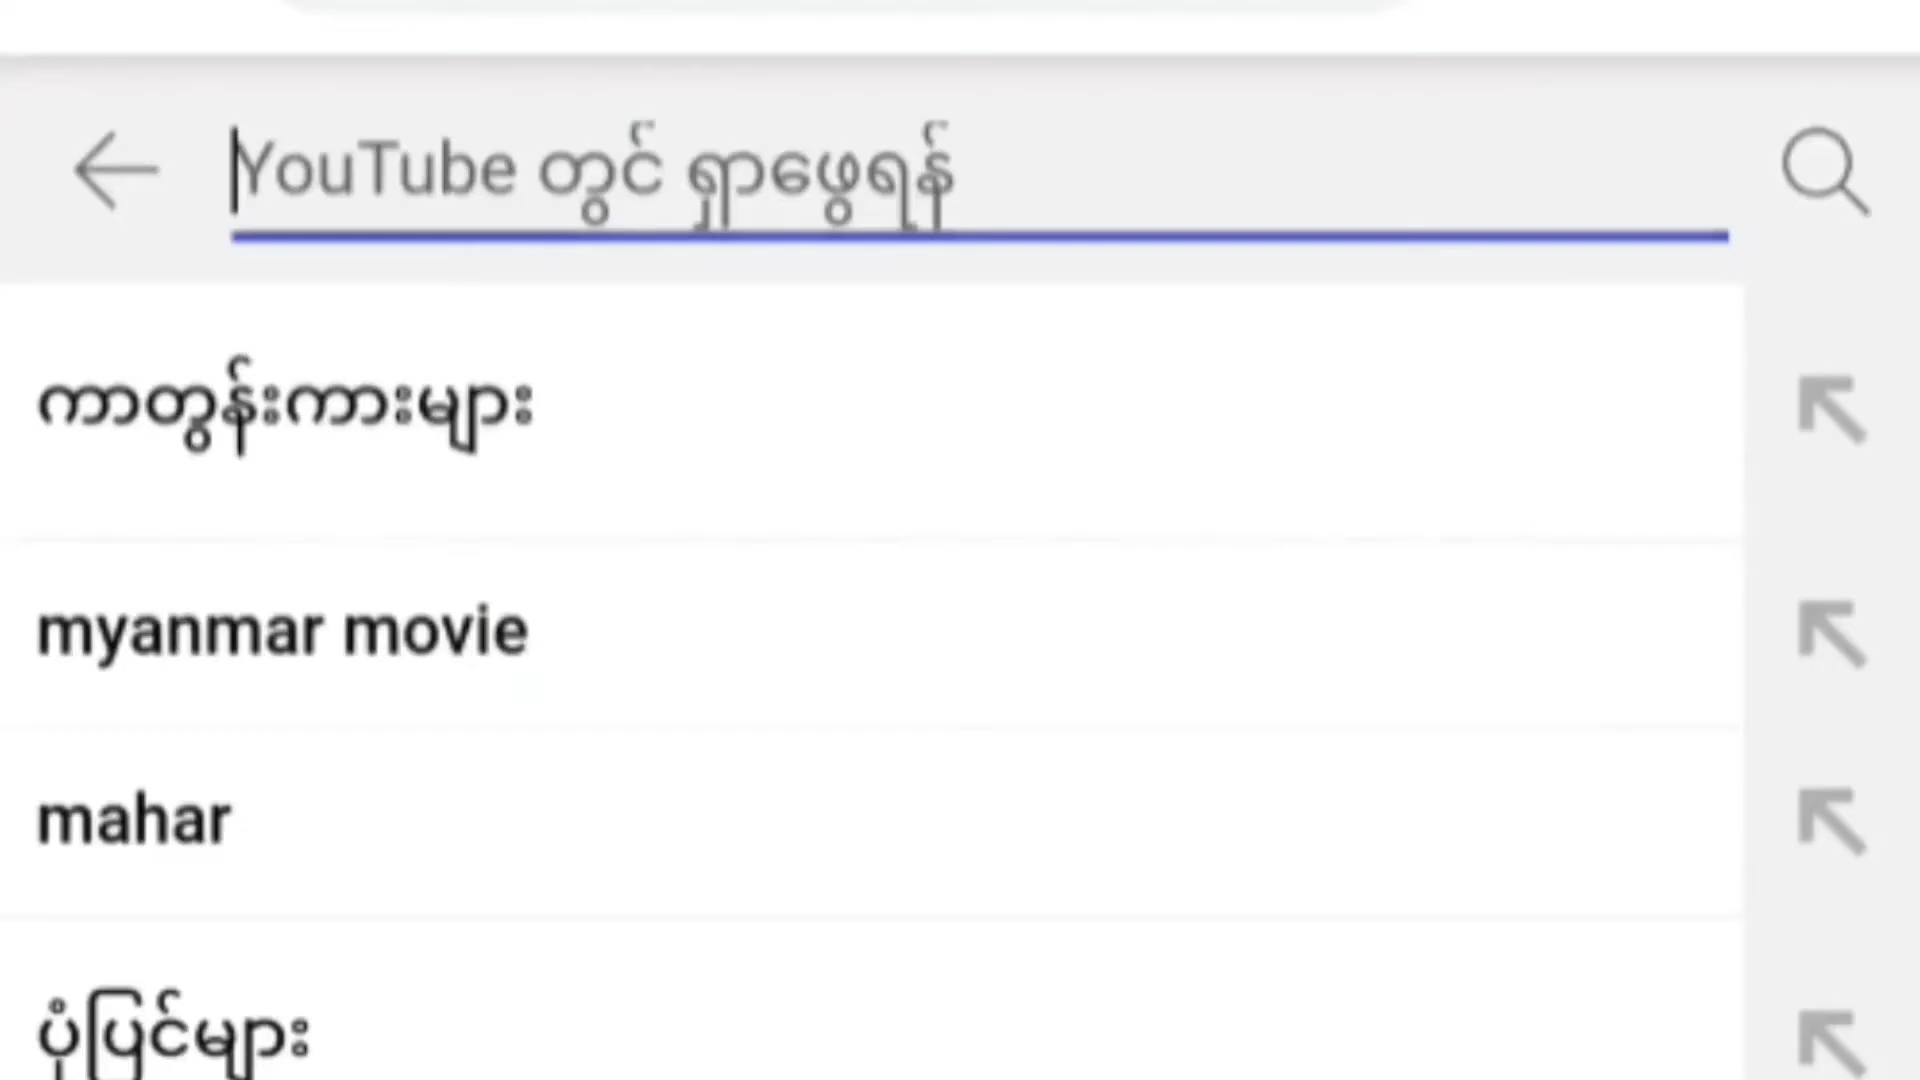 YouTube တွင် ရှာဖွေရန်
ကာတွန်းကားများ
myanmar movie
mahar
ပုံပြင်များ